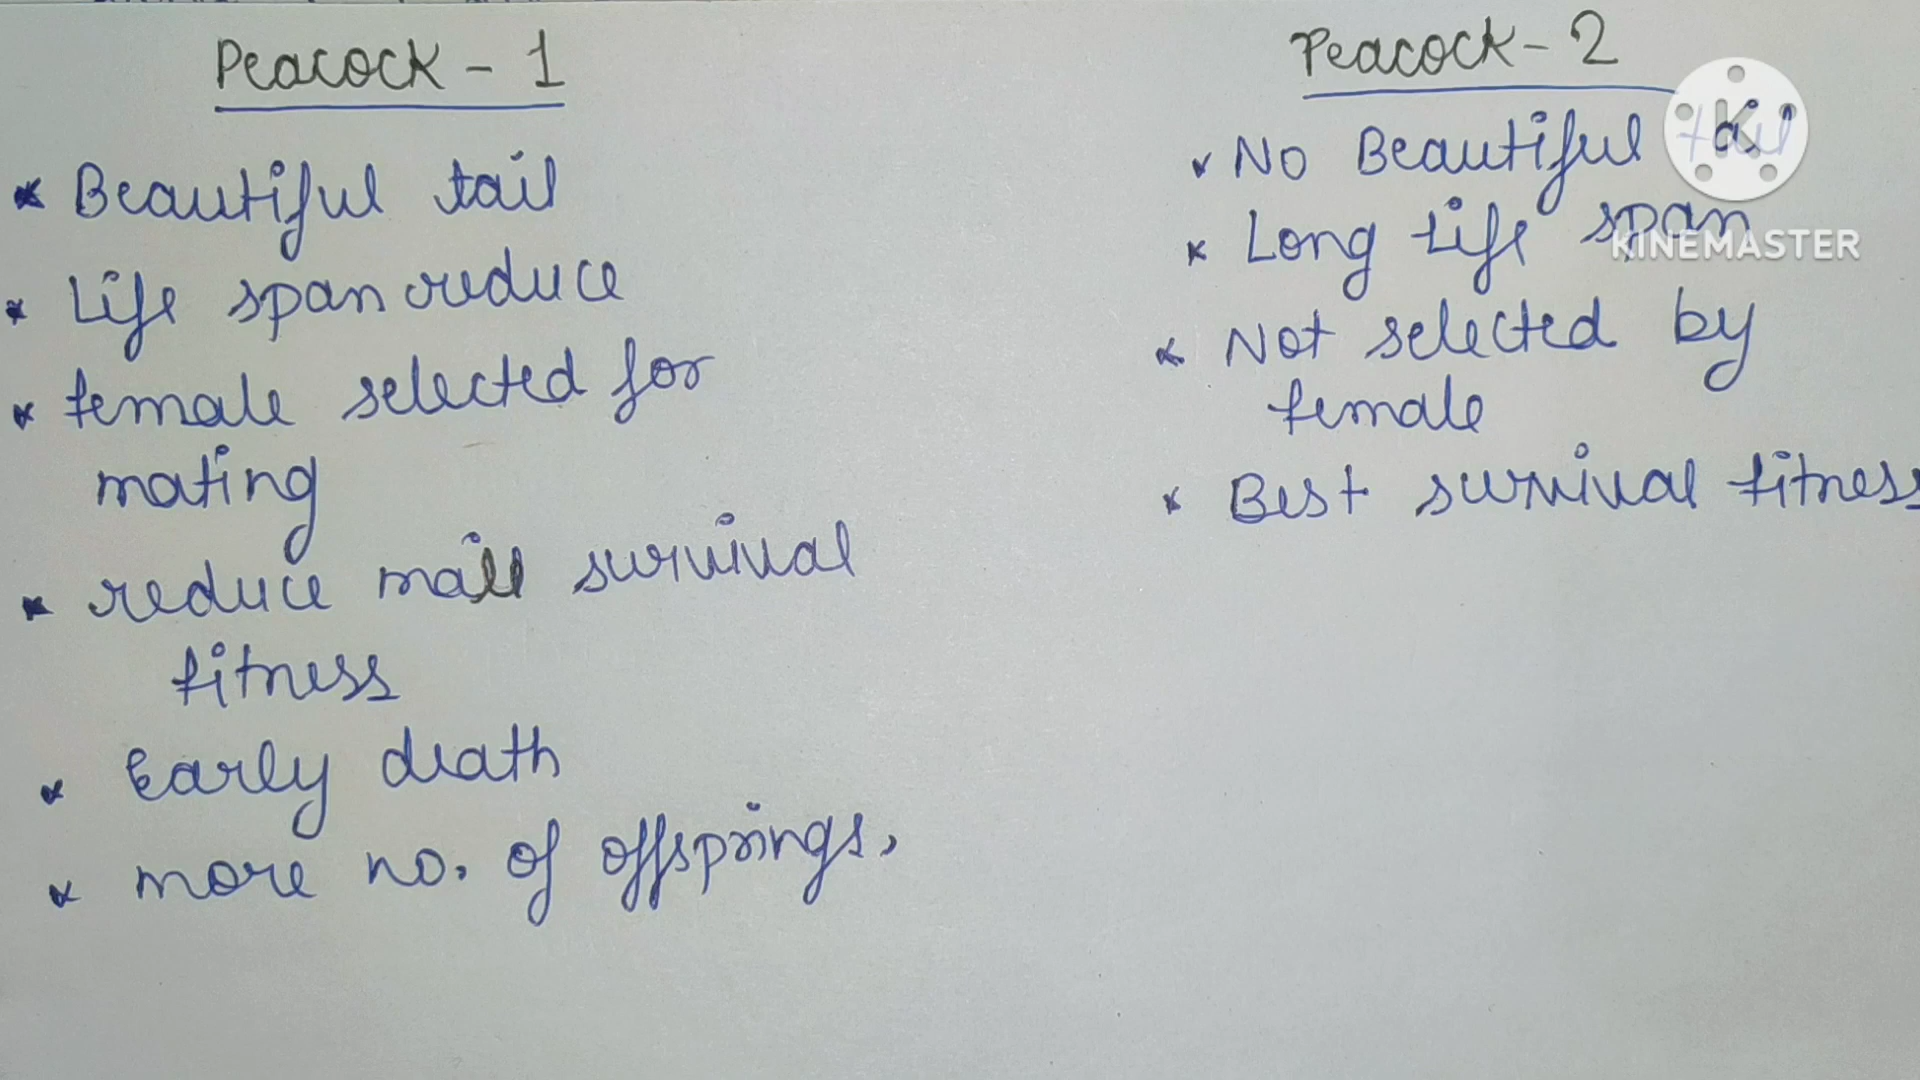 Peacock - 1
* Beautiful tail
* Life span reduce
* female selected for
mating
* reduce male survival
fitness
* Early death
* more no. of offsprings.
Peacock - 2
* No Beautiful tail
* Long Life span
KINEMASTER
* Not selected by
female
* Best survival fitness